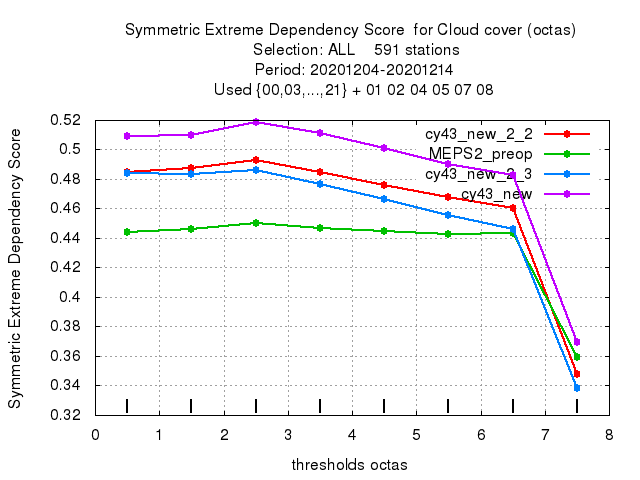 Symmetric Extreme Dependency Score  for Cloud cover (octas)
Selection: ALL    591 stations
Period: 20201204-20201214
Used {00,03,...,21} + 01 02 04 05 07 08
Symmetric Extreme Dependency Score
0.52
0.5
0.48
0.46
0.44
0.42
0.4
0.38
0.36
0.34
0.32
cy43_new_2_2
MEPS2_preop
cy43_new_2_3
cy43_new
0 1 2 3 4 5 6 7 8
thresholds octas